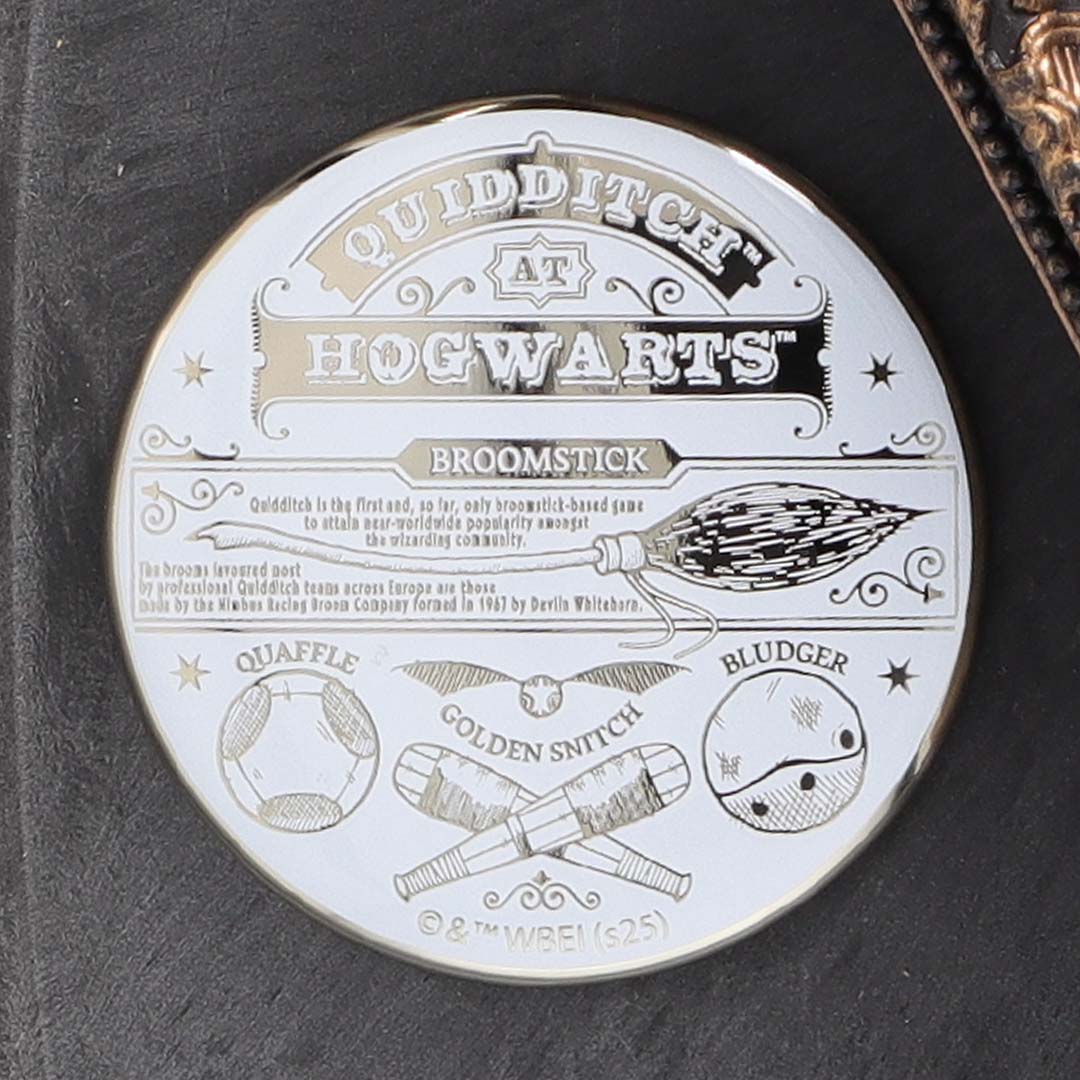 QUIDDITCH™
AT
HOGWARTS™
BROOMSTICK
Quidditch is the first and, so far, only broomstick-based game
to attain near-worldwide popularity amongst
the wizarding community.
The brooms favoured most
by professional Quidditch teams across Europe are those
made by the Nimbus Racing Broom Company formed in 1967 by Devlin Whitehorn.
QUAFFLE
GOLDEN SNITCH
BLUDGER
©&™ WBEI (s25)